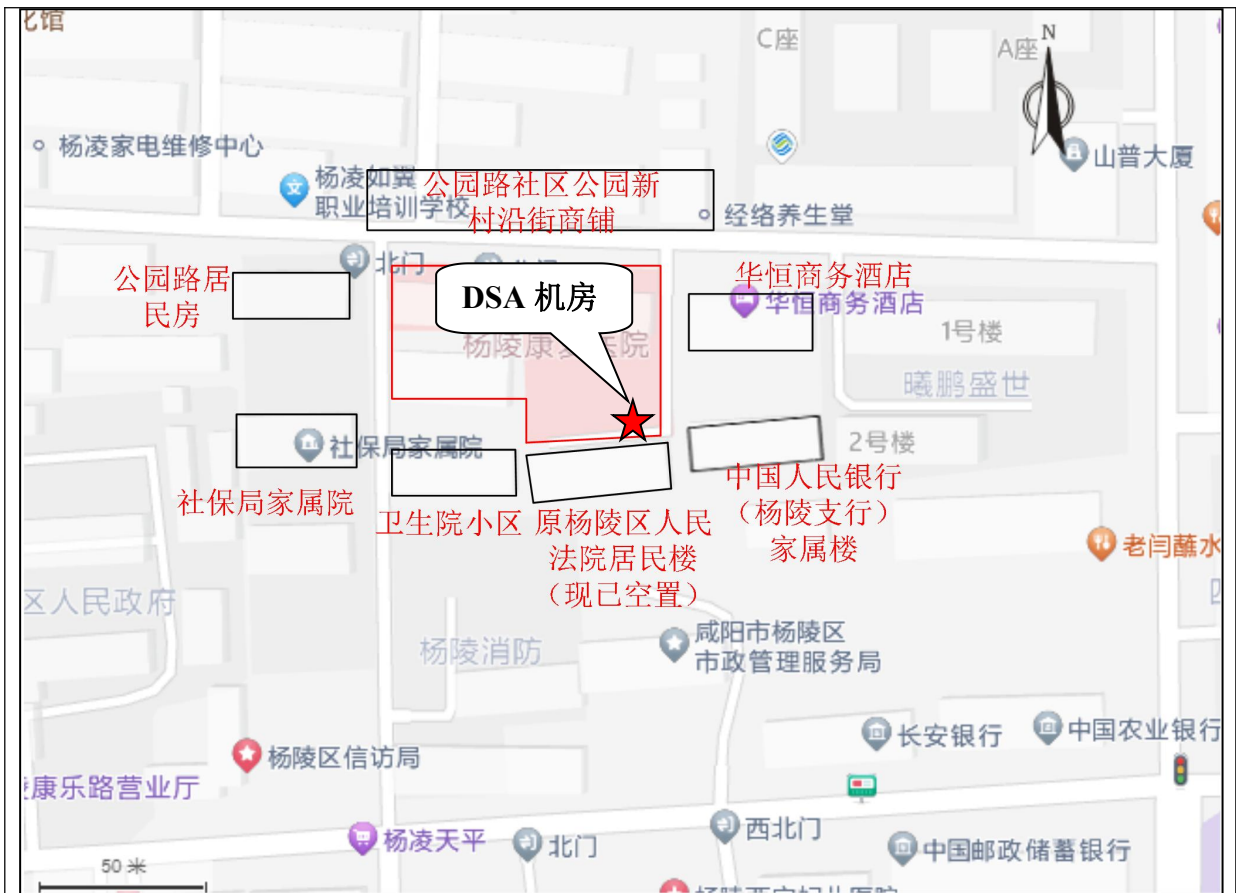 化馆
C座
A座
N
杨凌家电维修中心
山普大厦
杨凌如翼
职业培训学校
公园路社区公园新
村沿街商铺
经络养生堂
北门
公园路居
民房
DSA 机房
华恒商务酒店
华恒商务酒店
1号楼
杨陵康复医院
曦鹏盛世
社保局家属院
2号楼
社保局家属院
卫生院小区
原杨陵区人民
法院居民楼
（现已空置）
中国人民银行
（杨陵支行）
家属楼
老闫蘸水
区人民政府
杨陵消防
咸阳市杨陵区
市政管理服务局
长安银行
中国农业银行
杨陵区信访局
康乐路营业厅
杨凌天平
北门
西北门
中国邮政储蓄银行
50 米